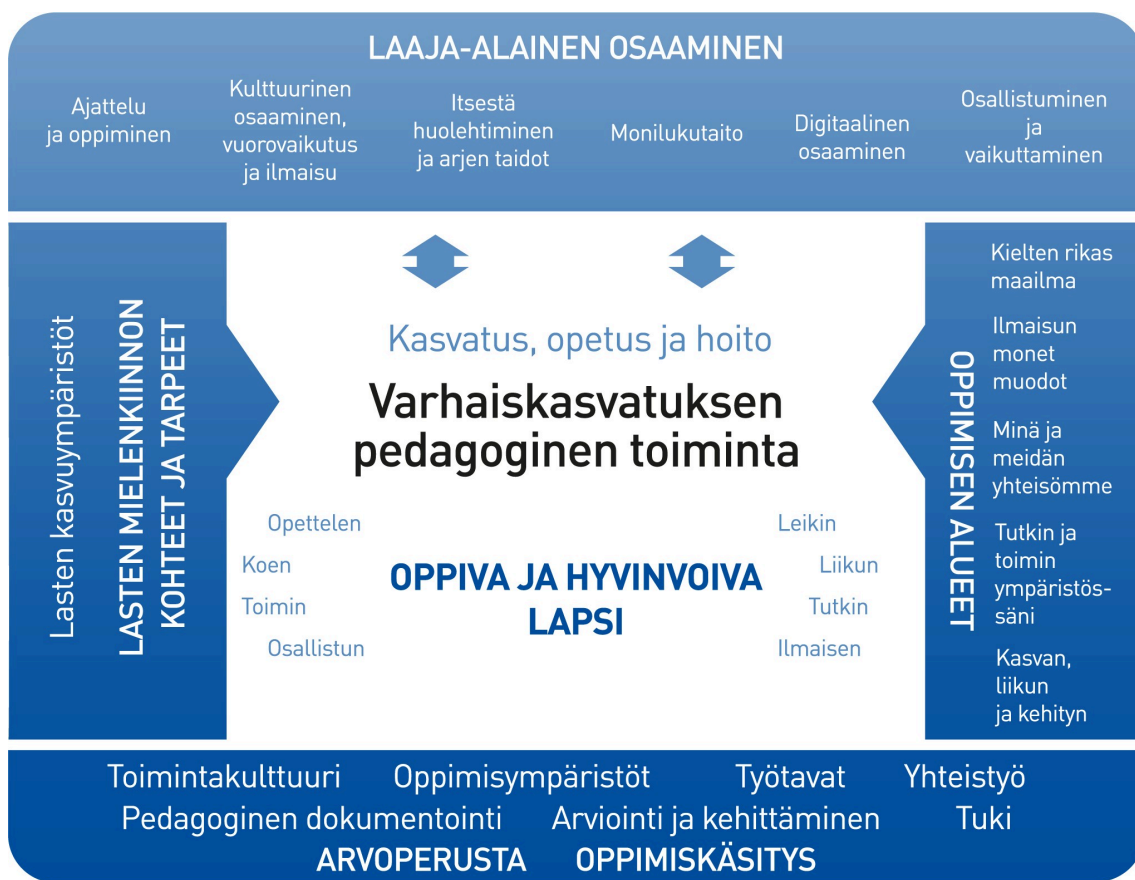 LAAJA-ALAINEN OSAAMINEN
Ajattelu
ja oppiminen
Kulttuurinen
osaaminen,
vuorovaikutus
ja ilmaisu
Itsestä
huolehtiminen
ja arjen taidot
Monilukutaito
Digitaalinen
osaaminen
Osallistuminen
ja
vaikuttaminen
Lasten kasvuympäristöt
LASTEN MIELENKIINNON
KOHTEET JA TARPEET
Kasvatus, opetus ja hoito
Varhaiskasvatuksen
pedagoginen toiminta
Opettelen
Koen
Toimin
Osallistun
OPPIVA JA HYVINVOIVA
LAPSI
Leikin
Liikun
Tutkin
Ilmaisen
OPPIMISEN ALUEET
Kielten rikas
maailma
Ilmaisun
monet
muodot
Minä ja
meidän
yhteisömme
Tutkin ja
toimin
ympäristös-
säni
Kasvan,
liikun
ja kehityn
Toimintakulttuuri Oppimisympäristöt Työtavat Yhteistyö
Pedagoginen dokumentointi Arviointi ja kehittäminen Tuki
ARVOPERUSTA OPPIMISKÄSITYS